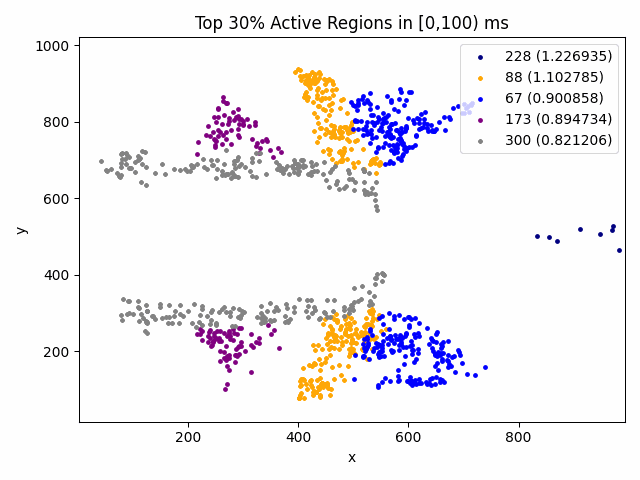 Top 30% Active Regions in [0,100) ms
1000
800
600
400
200
y
200 400 600 800
x
228 (1.226935)
88 (1.102785)
67 (0.900858)
173 (0.894734)
300 (0.821206)